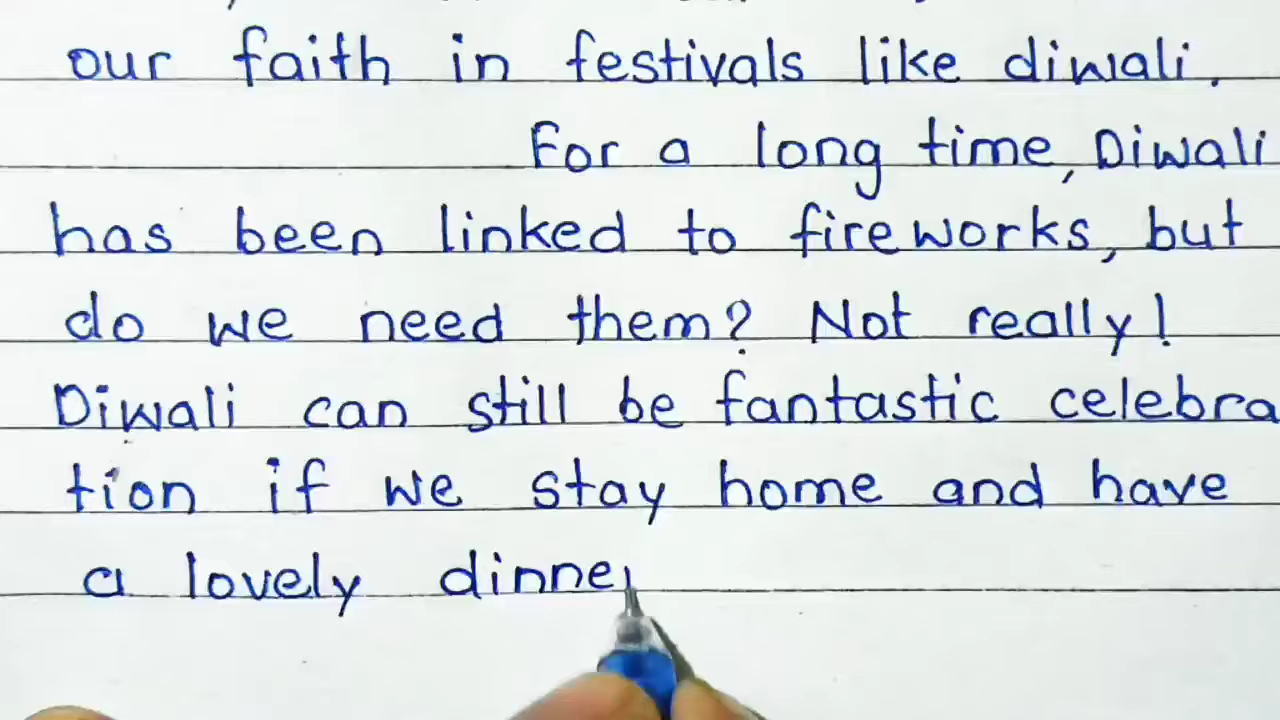 our faith in festivals like diwali.
For a long time, Diwali
has been linked to fireworks, but
do we need them? Not really!
Diwali can still be fantastic celebra
tion if we stay home and have
a lovely dinne